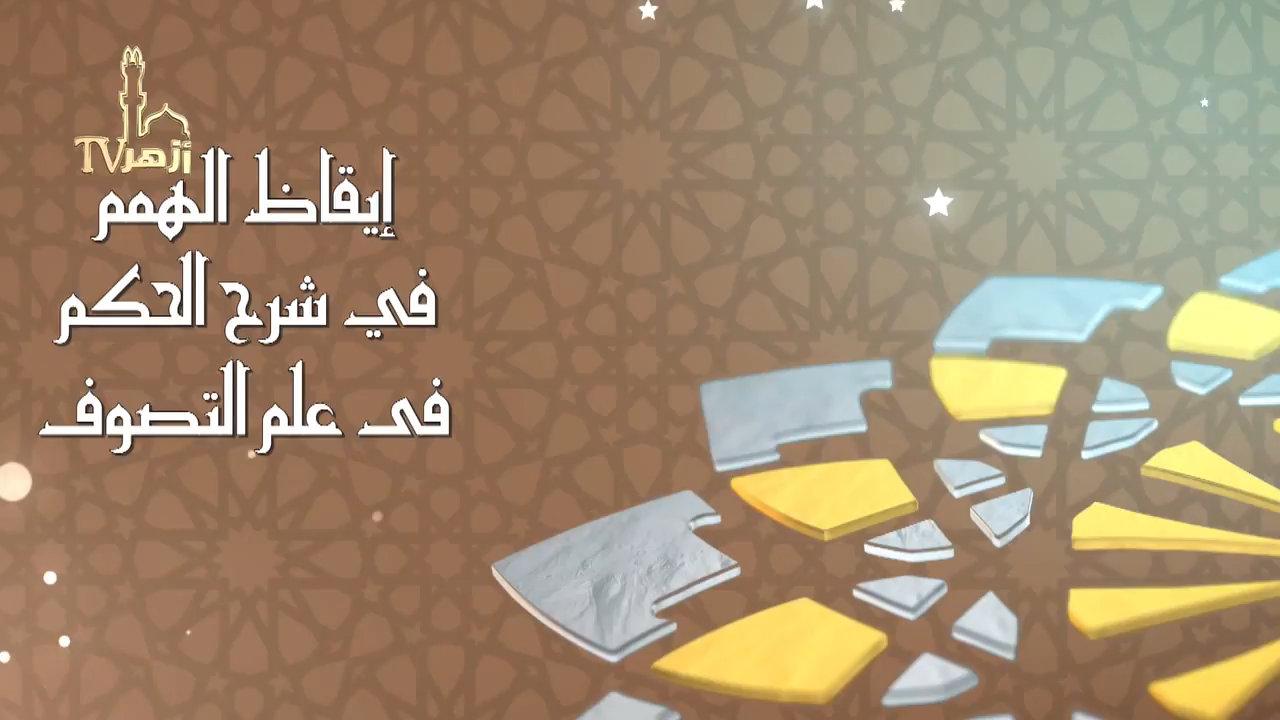 أزهر TV
إيقاظ الهمم
في شرح الحكم
فى علم التصوف